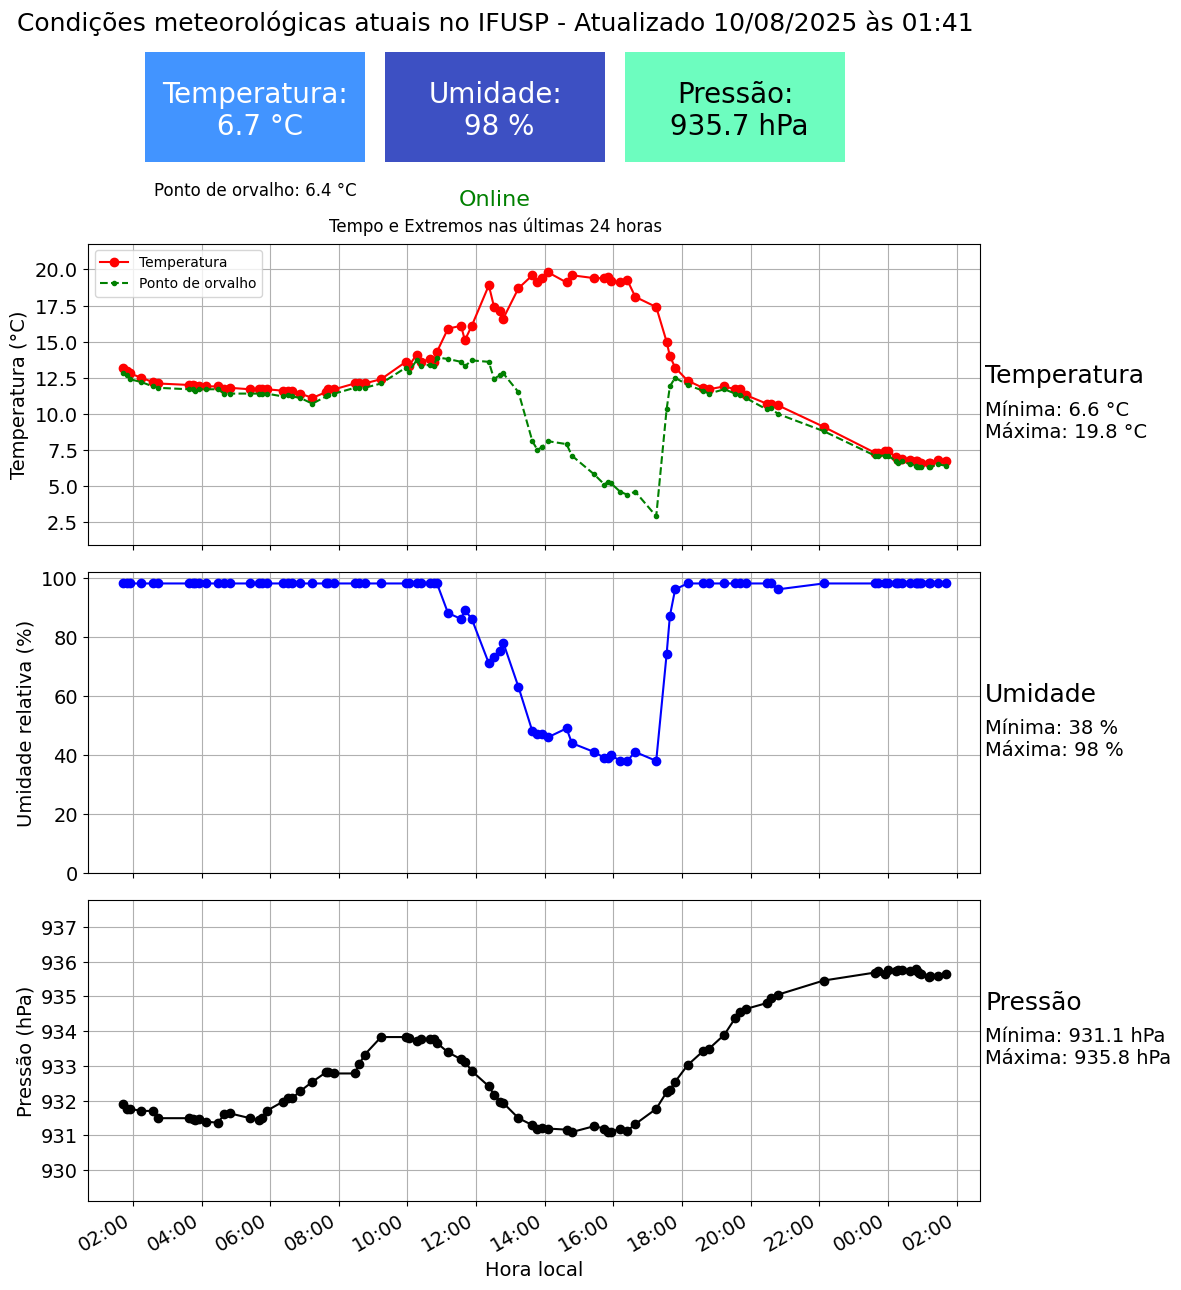 Condições meteorológicas atuais no IFUSP - Atualizado 10/08/2025 às 01:41
Temperatura:
6.7 °C
Umidade:
98 %
Pressão:
935.7 hPa
Ponto de orvalho: 6.4 °C
Online
Tempo e Extremos nas últimas 24 horas
Temperatura
Ponto de orvalho
Temperatura (°C)
20.0
17.5
15.0
12.5
10.0
7.5
5.0
2.5
Temperatura
Mínima: 6.6 °C
Máxima: 19.8 °C
Umidade relativa (%)
100
80
60
40
20
0
Umidade
Mínima: 38 %
Máxima: 98 %
Pressão (hPa)
937
936
935
934
933
932
931
930
Pressão
Mínima: 931.1 hPa
Máxima: 935.8 hPa
02:00 04:00 06:00 08:00 10:00 12:00 14:00 16:00 18:00 20:00 22:00 00:00 02:00
Hora local